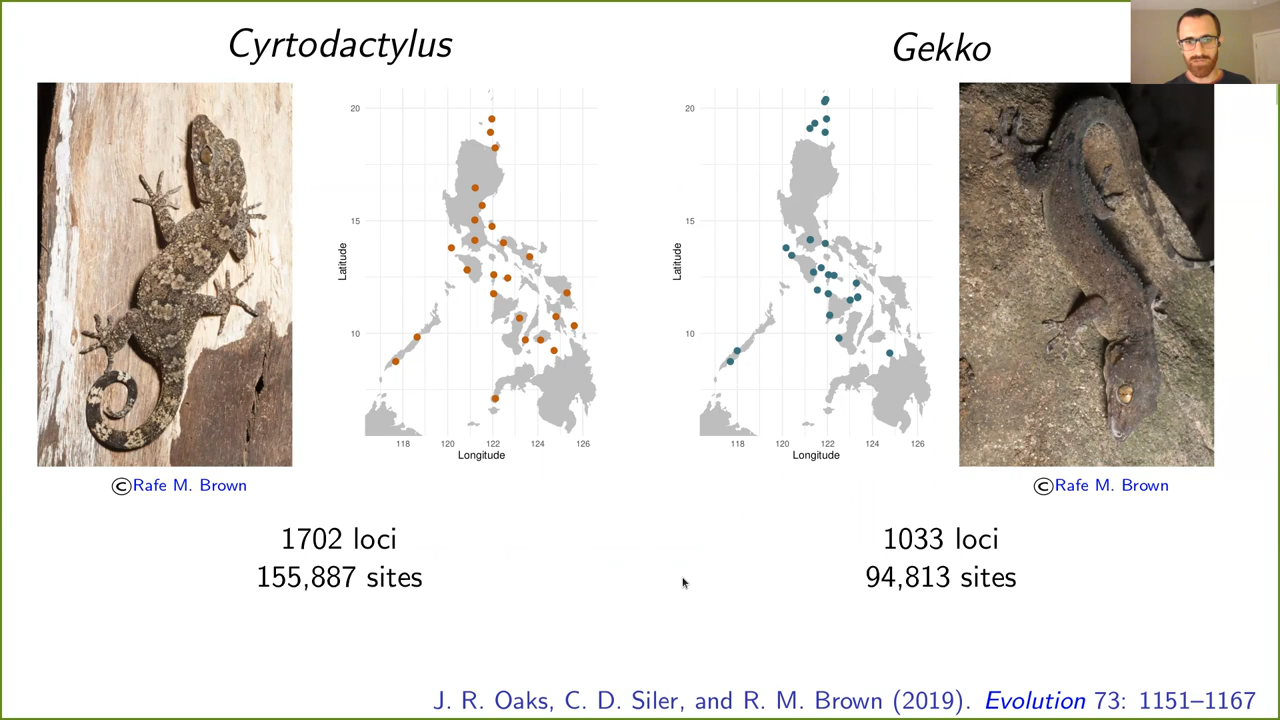 Cyrtodactylus
Gekko
20
15
10
Latitude
118 120 122 124 126
Longitude
20
15
10
Latitude
118 120 122 124 126
Longitude
©Rafe M. Brown
©Rafe M. Brown
1702 loci
155,887 sites
1033 loci
94,813 sites
J. R. Oaks, C. D. Siler, and R. M. Brown (2019). Evolution 73: 1151–1167